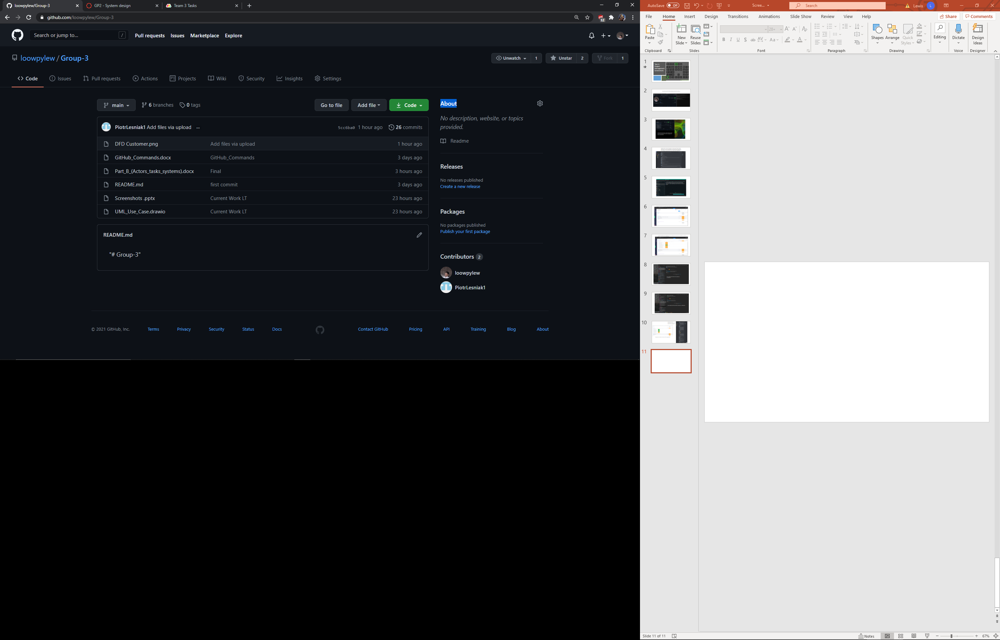 loowpylew/Group-3
GP2 - System design
Team 3 Tasks
github.com/loowpylew/Group-3
12
Search or jump to...
/
Pull requests
Issues
Marketplace
Explore
loowpylew / Group-3
Unwatch
1
Unstar
2
Fork
1
Code
Issues
Pull requests
Actions
Projects
Wiki
Security
Insights
Settings
main
6 branches
0 tags
Go to file
Add file
Code
PiotrLesniak1 Add files via upload ...
5cc6ba0 1 hour ago
26 commits
DFD Customer.png Add files via upload 1 hour ago
GitHub_Commands.docx GitHub_Commands 3 days ago
Part_B_(Actors_tasks_systems).docx Final 3 hours ago
README.md first commit 3 days ago
Screenshots .pptx Current Work LT 23 hours ago
UML_Use_Case.drawio Current Work LT 23 hours ago
README.md
"# Group-3"
About
No description, website, or topics
provided.
Readme
Releases
No releases published
Create a new release
Packages
No packages published
Publish your first package
Contributors 2
loowpylew
PiotrLesniak1
© 2021 GitHub, Inc.
Terms
Privacy
Security
Status
Docs
Contact GitHub
Pricing
API
Training
Blog
About
AutoSave Off
Scree...
Search
Lewis
L
File
Home
Insert
Design
Transitions
Animations
Slide Show
Review
View
Help
Share
Comments
Paste
Clipboard
New
Slide
Reuse
Slides
Slides
28+
B I U S ab AV Aa A
Font
Paragraph
Shapes
Arrange
Quick
Styles
Drawing
Editing
Dictate
Voice
Design
Ideas
Designer
1
Project
Management
Screenshots
2
3
4
5
6
7
8
9
10
11
Slide 11 of 11
Notes
67%